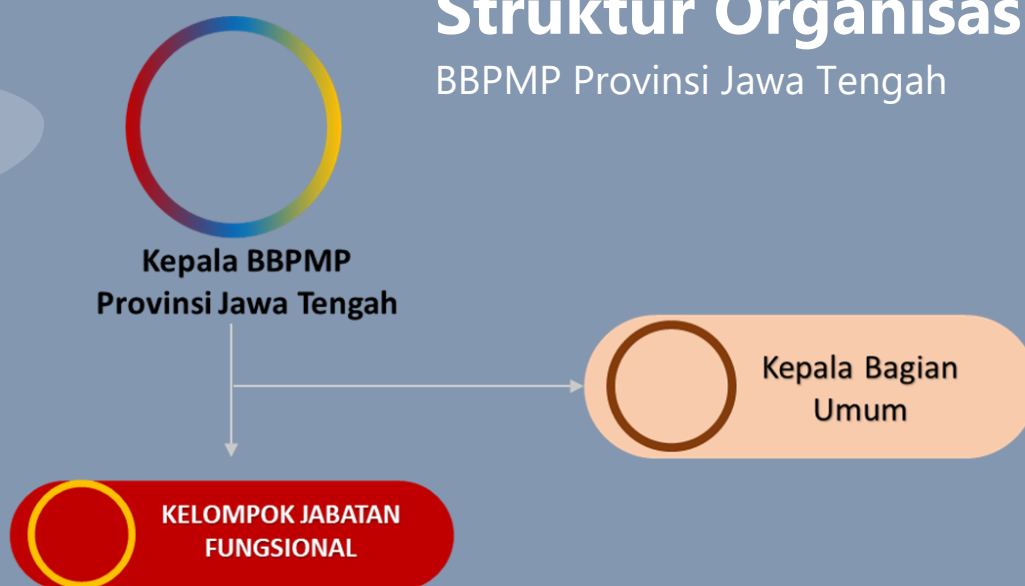 Struktur Organisas
BBPMP Provinsi Jawa Tengah
Kepala BBPMP
Provinsi Jawa Tengah
Kepala Bagian
Umum
KELOMPOK JABATAN
FUNGSIONAL